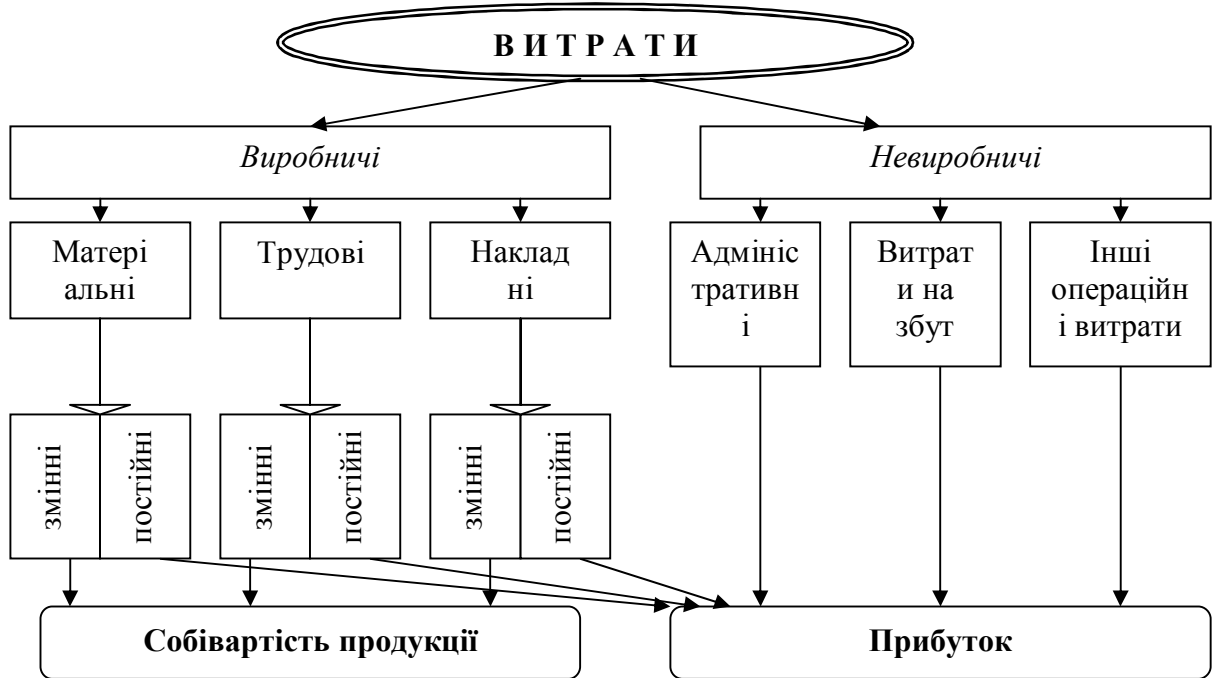 В И Т Р А Т И
Виробничі
Невиробничі
Матері
альні
Трудові
Наклад
ні
Адмініс
тративн
і
Витрат
и на
збут
Інші
операційн
і витрати
змінні
постійні
змінні
постійні
змінні
постійні
Собівартість продукції
Прибуток